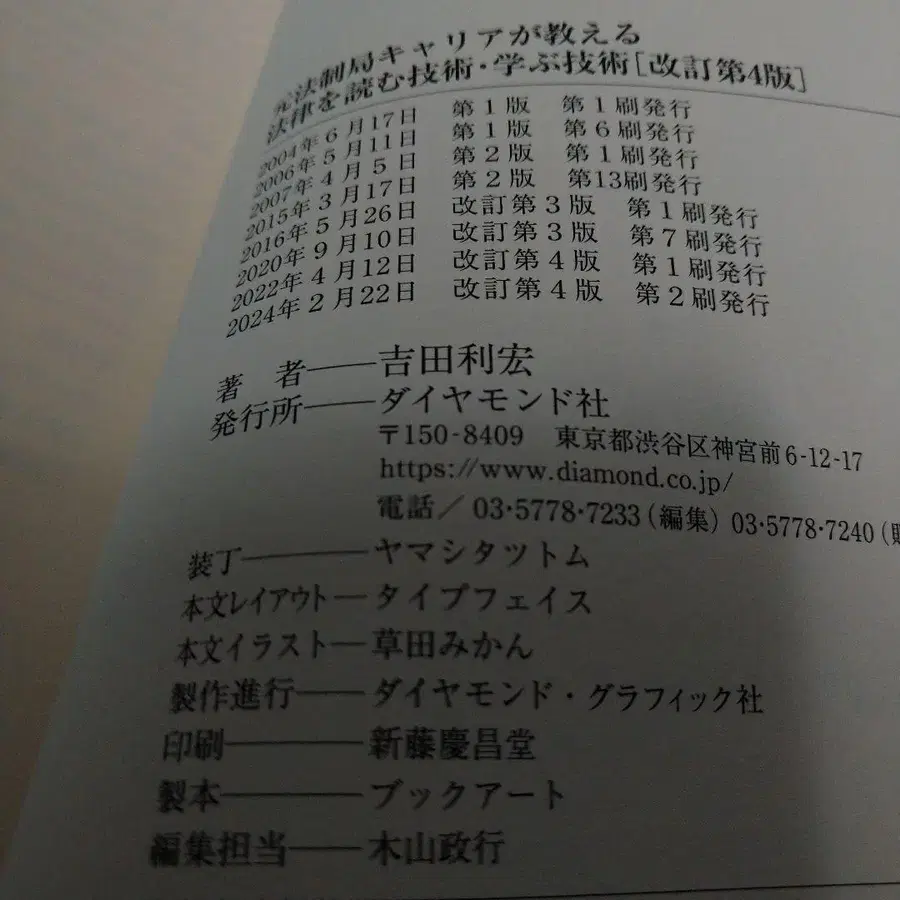 元法制局キャリアが教える
法律を読む技術・学ぶ技術[改訂第4版]
2004年6月17日 第1版 第1刷発行
2006年5月11日 第1版 第6刷発行
2007年4月5日 第2版 第1刷発行
2015年3月17日 第2版 第13刷発行
2016年5月26日 改訂第3版 第1刷発行
2020年9月10日 改訂第3版 第7刷発行
2022年4月12日 改訂第4版 第1刷発行
2024年2月22日 改訂第4版 第2刷発行
著 者――吉田利宏
発行所――ダイヤモンド社
〒150-8409 東京都渋谷区神宮前6-12-17
https://www.diamond.co.jp/
電話/03・5778・7233(編集) 03・5778・7240(
装丁――――ヤマシタツトム
本文レイアウト―タイプフェイス
本文イラスト―草田みかん
製作進行――ダイヤモンド・グラフィック社
印刷――――新藤慶昌堂
製本――――ブックアート
編集担当――木山政行